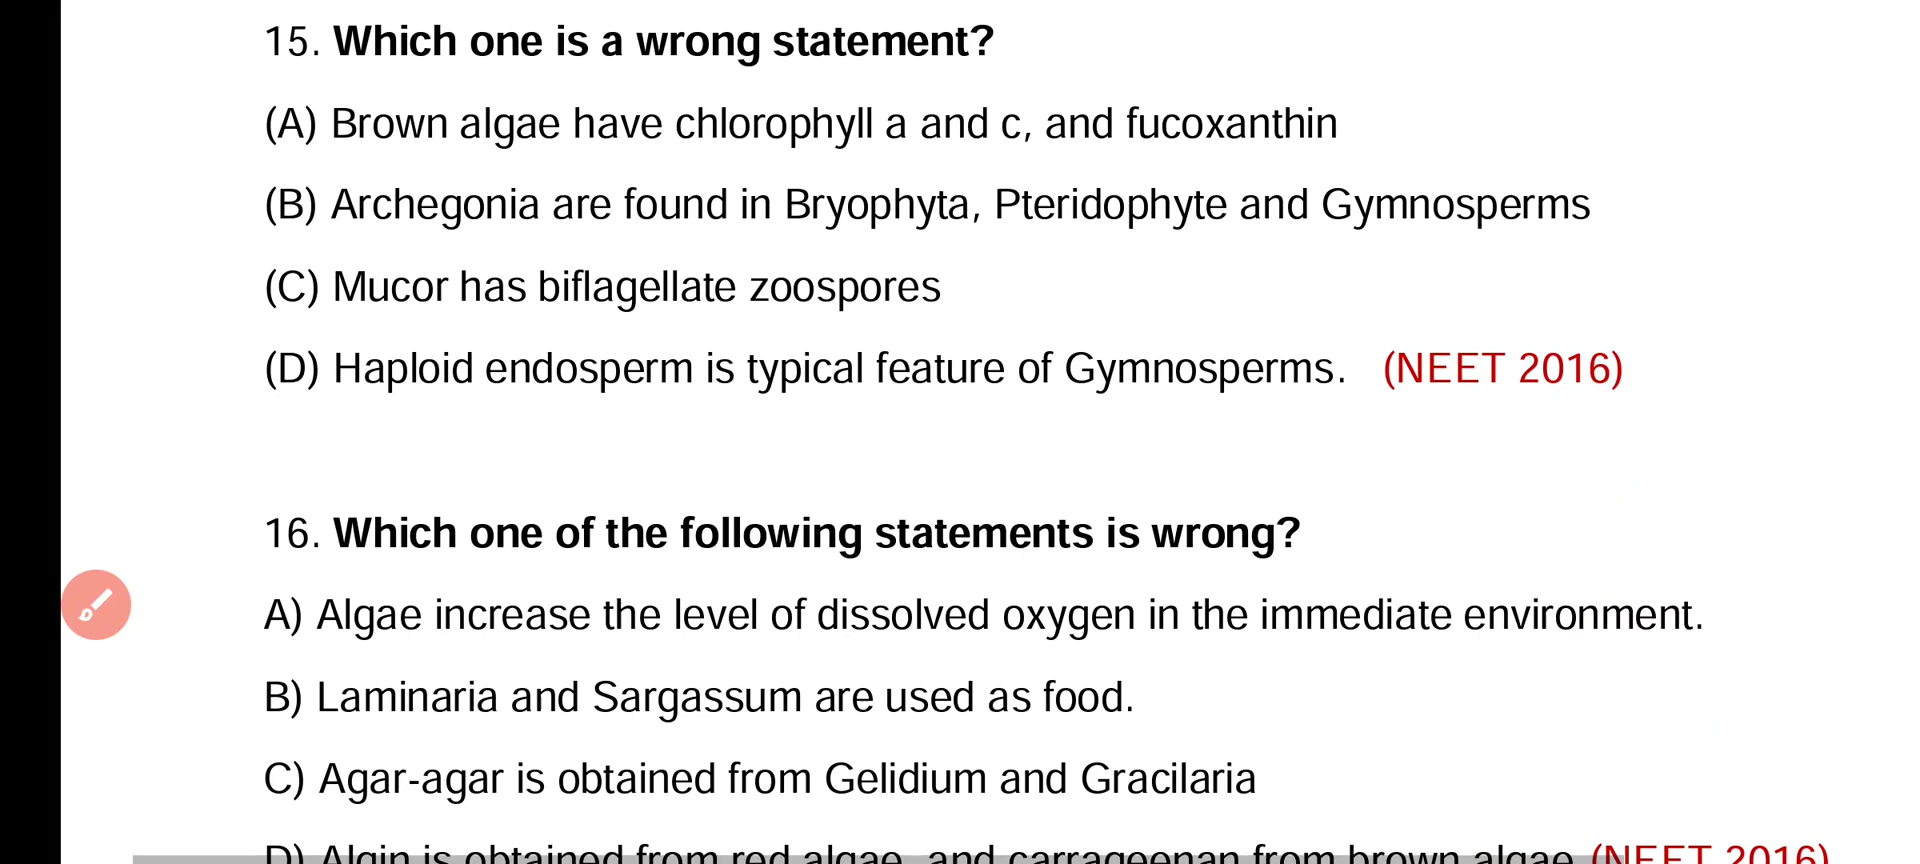 15. Which one is a wrong statement?
(A) Brown algae have chlorophyll a and c, and fucoxanthin
(B) Archegonia are found in Bryophyta, Pteridophyte and Gymnosperms
(C) Mucor has biflagellate zoospores
(D) Haploid endosperm is typical feature of Gymnosperms. (NEET 2016)
16. Which one of the following statements is wrong?
A) Algae increase the level of dissolved oxygen in the immediate environment.
B) Laminaria and Sargassum are used as food.
C) Agar-agar is obtained from Gelidium and Gracilaria
D) Algin is obtained from red algae, and carrageenan from brown algae (NEET 2016)